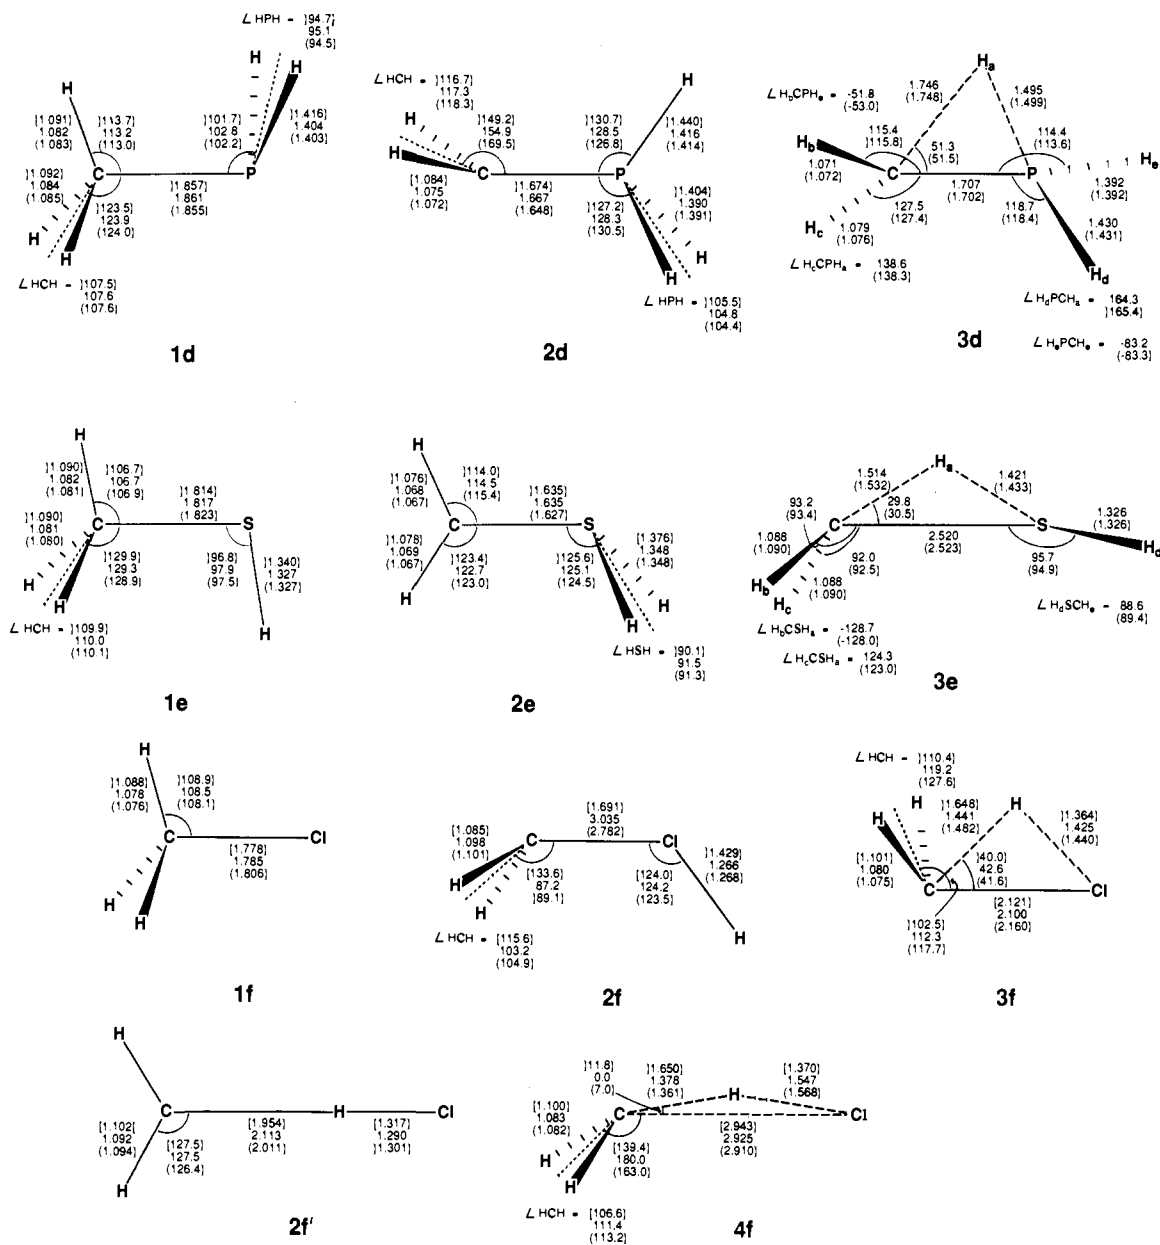 ∠ HPH = ]94.7]
95.1
(94.5)
H
H
H
]1.091]
1.082
(1.083)
]113.7]
113.2
(113.0)
]101.7]
102.8
(102.2)
]1.416]
1.404
(1.403)
C
P
]1.092]
1.084
(1.085)
]1.857]
1.861
(1.855)
]123.5]
123.9
(124.0)
H
H
∠ HCH = ]107.5]
107.6
(107.6)
1d
∠ HCH = ]116.7]
117.3
(118.3)
H
H
H
]149.2]
154.9
(169.5)
]130.7]
128.5
(126.8)
]1.440]
1.416
(1.414)
C
P
[1.084]
1.075
(1.072)
]1.674]
1.667
(1.648)
]127.2]
128.3
(130.5)
]1.404]
1.390
(1.391)
H
H
∠ HPH = ]105.5]
104.8
(104.4)
2d
Ha
1.746
(1.748)
1.495
(1.499)
∠ HbCPHe = -51.8
(-53.0)
115.4
(115.8)
51.3
(51.5)
114.4
(113.6)
Hb
He
1.071
(1.072)
C
P
1.707
(1.702)
1.392
(1.392)
127.5
(127.4)
118.7
(118.4)
Hc
1.079
(1.076)
1.430
(1.431)
Hd
∠ HcCPHa = 138.6
(138.3)
∠ HdPCHa = 164.3
]165.4)
∠ HePCHe = -83.2
(-83.3)
3d
H
]1.090]
1.082
(1.081)
]106.7]
106.7
(106.9)
]1.814]
1.817
(1.823)
C
S
]1.090]
1.081
(1.080)
]129.9]
129.3
(128.9)
]96.8]
97.9
(97.5)
]1.340]
1.327
(1.327)
H
H
H
∠ HCH = ]109.9]
110.0
(110.1)
1e
H
]1.076]
1.068
(1.067)
]114.0]
114.5
(115.4)
]1.635]
1.635
(1.627)
C
S
]1.078]
1.069
(1.067)
]123.4]
122.7
(123.0)
]125.6]
125.1
(124.5)
[1.376]
1.348
(1.348)
H
H
H
∠ HSH = ]90.1]
91.5
(91.3)
2e
Ha
1.514
(1.532)
1.421
(1.433)
93.2
(93.4)
29.8
(30.5)
C
S
1.326
(1.326)
2.520
(2.523)
Hd
1.088
(1.090)
92.0
(92.5)
95.7
(94.9)
Hb
1.088
(1.090)
Hc
∠ HdSCHe = 88.6
(89.4)
∠ HbCSHa = -128.7
(-128.0)
∠ HcCSHa = 124.3
(123.0)
3e
H
]1.088]
1.078
(1.076)
]108.9]
108.5
(108.1)
C
Cl
[1.778]
1.785
(1.806)
H
H
1f
[1.691]
3.035
(2.782)
[1.085]
1.098
(1.101)
C
Cl
]1.429]
1.266
(1.268)
H
[133.6]
87.2
]89.1)
[124.0]
124.2
(123.5)
H
H
∠ HCH = [115.6]
103.2
(104.9)
2f
∠ HCH = ]110.4]
119.2
(127.6)
H
H
]1.648]
1.441
(1.482)
H
]1.364]
1.425
(1.440)
[1.101]
1.080
(1.075)
]40.0]
42.6
(41.6)
C
Cl
[2.121]
2.100
(2.160)
]102.5]
112.3
(117.7)
3f
H
C
H
Cl
[1.102]
1.092
(1.094)
[127.5]
127.5
(126.4)
[1.954]
2.113
(2.011)
[1.317]
1.290
]1.301)
H
2f'
]11.8]
0.0
(7.0)
]1.650]
1.378
(1.361)
H
[1.370]
1.547
(1.568)
[1.100]
1.083
(1.082)
C
Cl
[2.943]
2.925
(2.910)
[139.4]
180.0
(163.0)
H
H
∠ HCH = [106.6]
111.4
(113.2)
4f